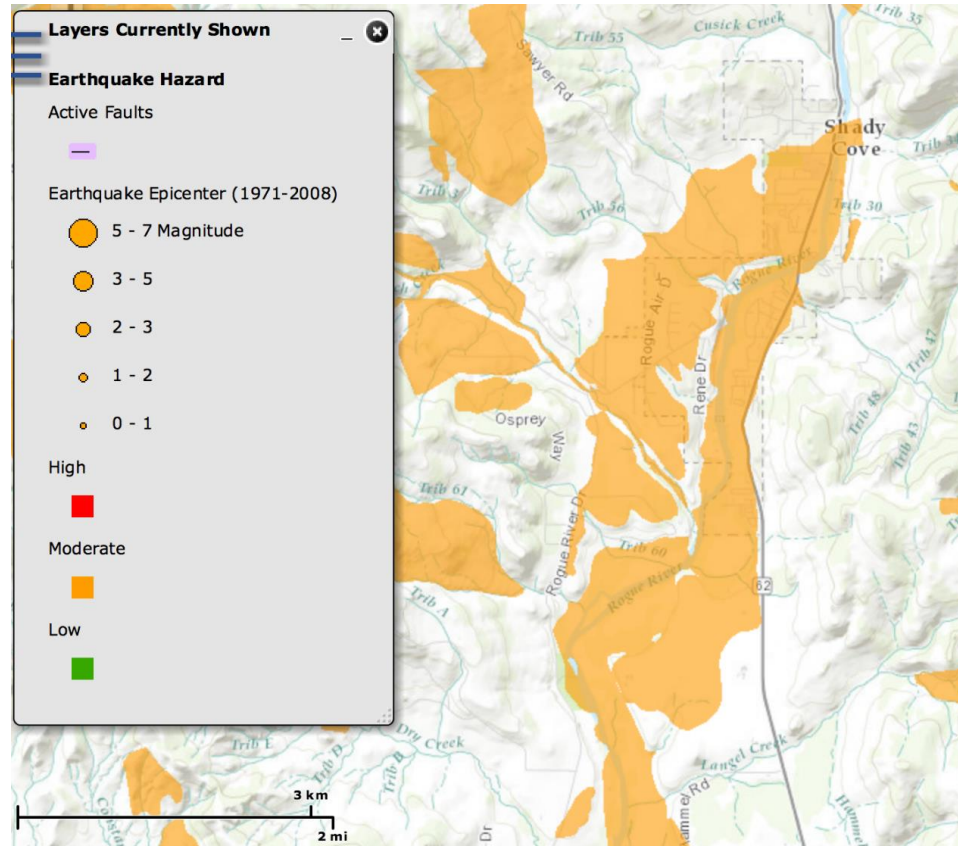 Layers Currently Shown
Earthquake Hazard
Active Faults
Earthquake Epicenter (1971-2008)
5 - 7 Magnitude
3 - 5
2 - 3
1 - 2
0 - 1
High
Moderate
Low
Trib 55
Cusick Creek
Trib 35
Sawyer Rd
Shady
Cove
Trib 3
Trib 56
Trib 30
Rogue River
Creek
Rogue Air Dr
Trib 47
Rene Dr
Trib 48
Osprey
Way
Trib 43
Trib 61
Rogue River Dr
Trib 60
Rogue River
62
Trib A
Trib E
Trib D
Trib B
Dry Creek
Langel Creek
3 km
2 mi
Dr
Rd